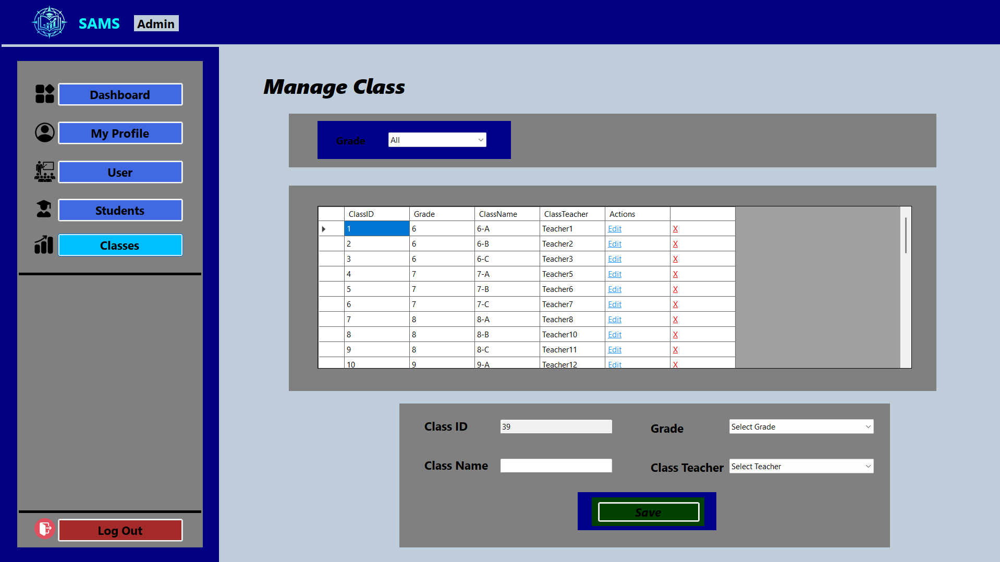 SAMS Admin
Dashboard
My Profile
User
Students
Classes
Log Out
Manage Class
Grade All
ClassID Grade ClassName ClassTeacher Actions
1 6 6-A Teacher1 Edit X
2 6 6-B Teacher2 Edit X
3 6 6-C Teacher3 Edit X
4 7 7-A Teacher5 Edit X
5 7 7-B Teacher6 Edit X
6 7 7-C Teacher7 Edit X
7 8 8-A Teacher8 Edit X
8 8 8-B Teacher10 Edit X
9 8 8-C Teacher11 Edit X
10 9 9-A Teacher12 Edit X
Class ID 39 Grade Select Grade
Class Name Class Teacher Select Teacher
Save